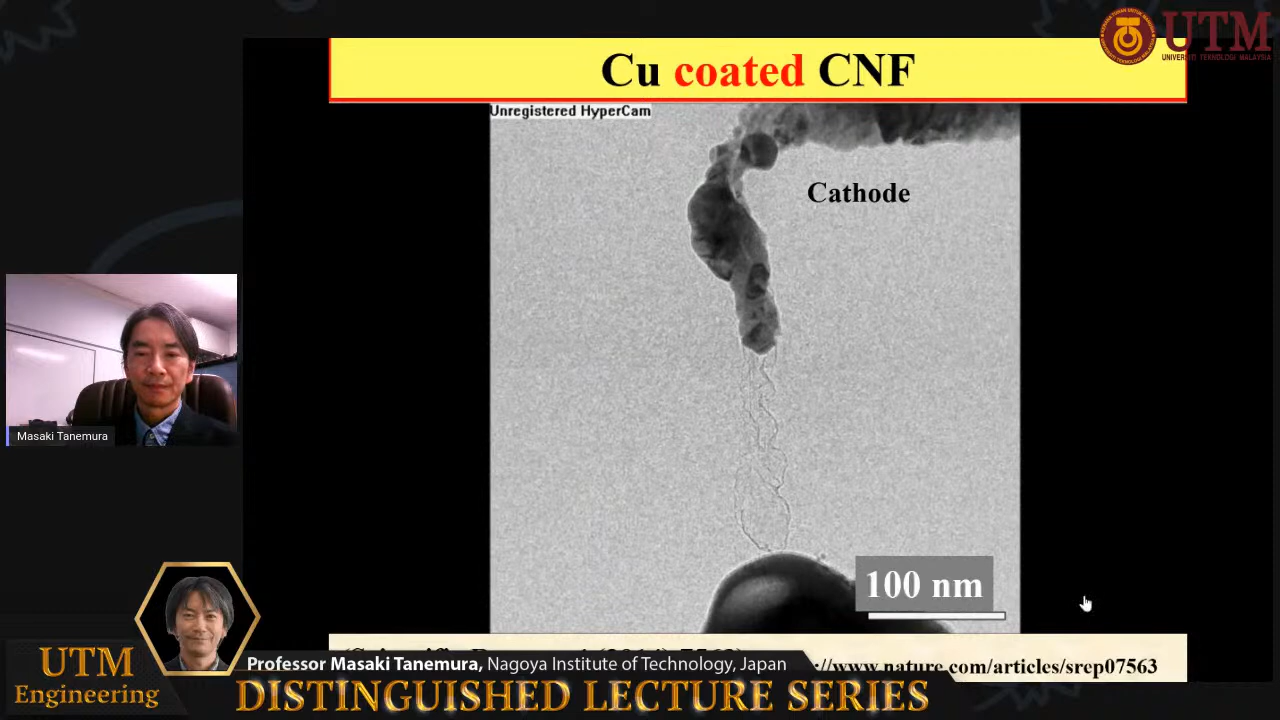 UTM
UNIVERSITI TEKNOLOGI MALAYSIA
Cu coated CNF
Unregistered HyperCam
Cathode
Masaki Tanemura
100 nm
://www.nature.com/articles/srep07563
Professor Masaki Tanemura, Nagoya Institute of Technology, Japan
UTM
Engineering
DISTINGUISHED LECTURE SERIES